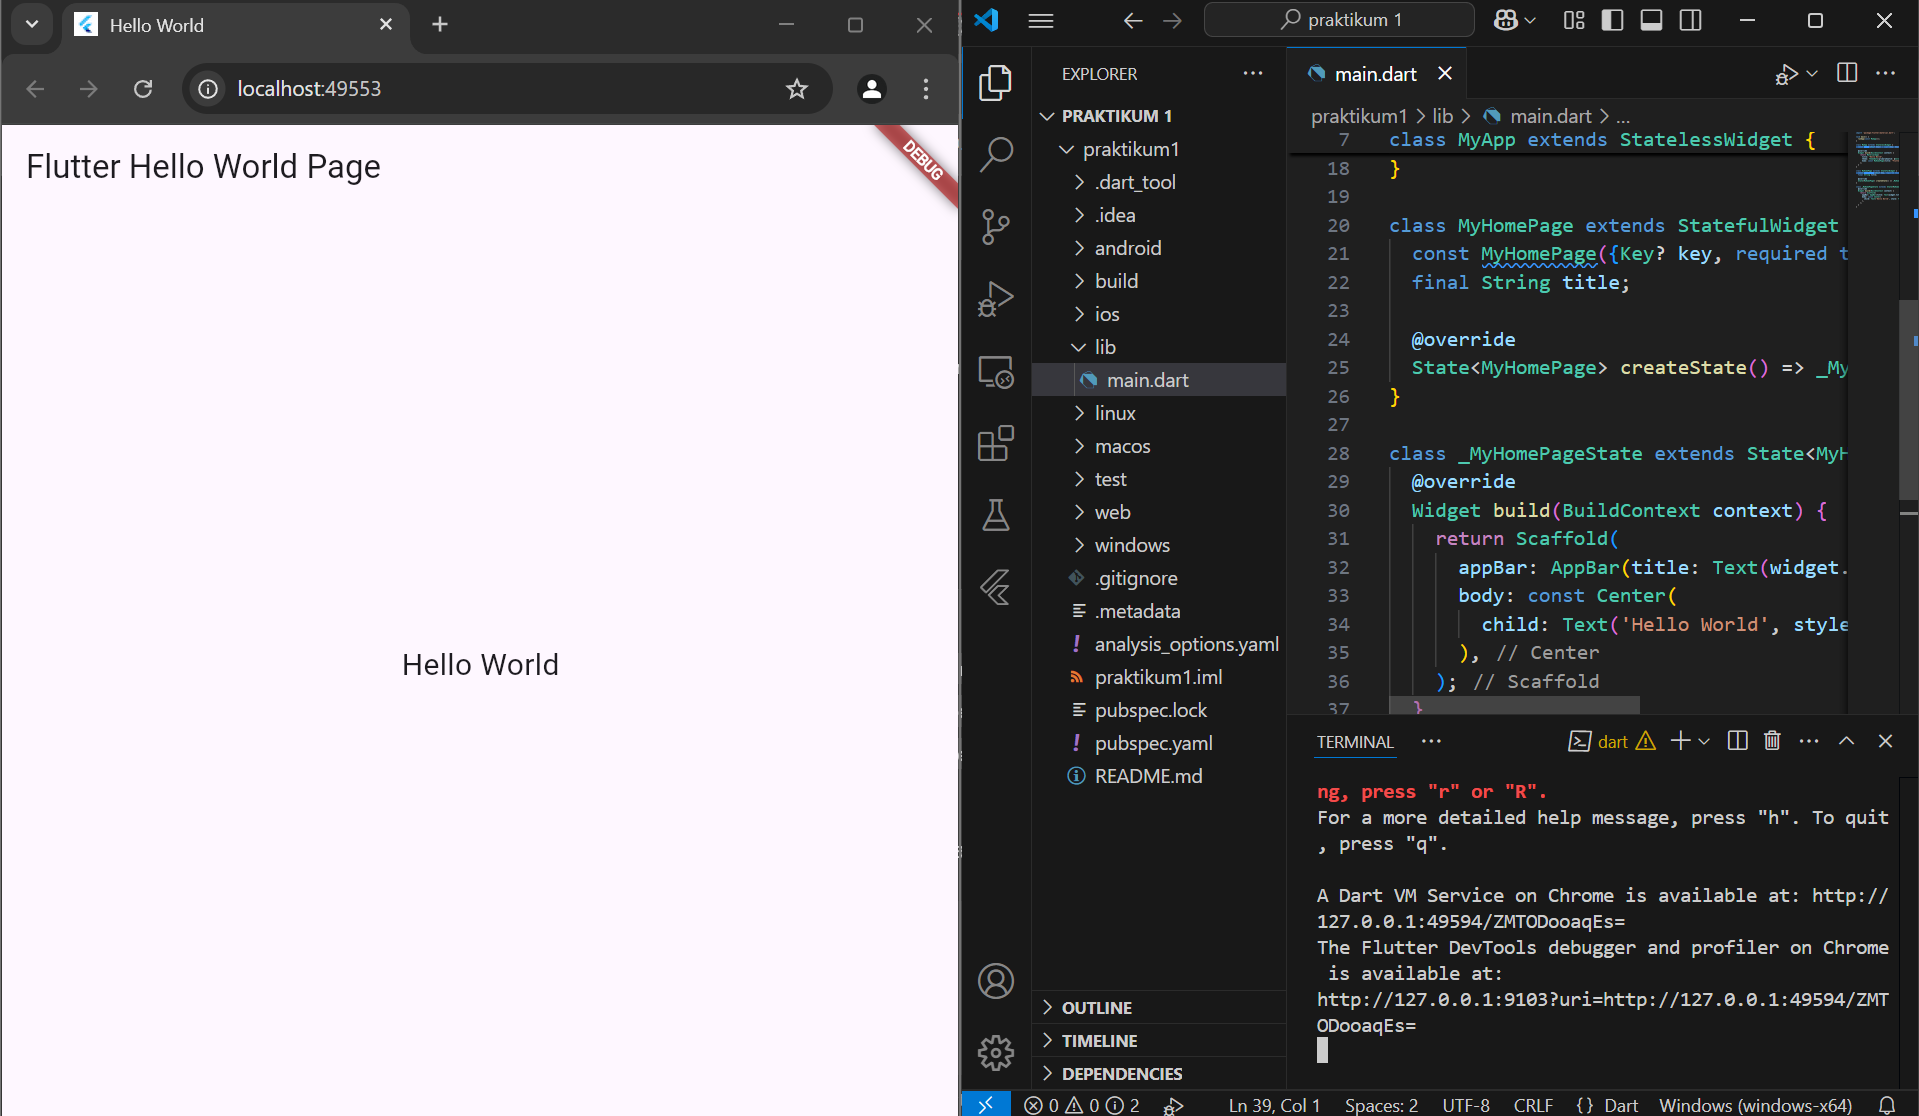 Hello World
localhost:49553
Flutter Hello World Page
DEBUG
Hello World
praktikum 1
EXPLORER
PRAKTIKUM 1
praktikum1
.dart_tool
.idea
android
build
ios
lib
main.dart
linux
macos
test
web
windows
.gitignore
.metadata
analysis_options.yaml
praktikum1.iml
pubspec.lock
pubspec.yaml
README.md
OUTLINE
TIMELINE
DEPENDENCIES
main.dart
praktikum1 > lib > main.dart > ...
7 class MyApp extends StatelessWidget {
18 }
19
20 class MyHomePage extends StatefulWidget
21 const MyHomePage({Key? key, required t
22 final String title;
23
24 @override
25 State<MyHomePage> createState() => _My
26 }
27
28 class _MyHomePageState extends State<MyH
29 @override
30 Widget build(BuildContext context) {
31 return Scaffold(
32 appBar: AppBar(title: Text(widget.
33 body: const Center(
34 child: Text('Hello World', style
35 ), // Center
36 ); // Scaffold
37 }
TERMINAL
dart
ng, press "r" or "R".
For a more detailed help message, press "h". To quit
, press "q".
A Dart VM Service on Chrome is available at: http://
127.0.0.1:49594/ZMTODooaqEs=
The Flutter DevTools debugger and profiler on Chrome
is available at:
http://127.0.0.1:9103?uri=http://127.0.0.1:49594/ZMT
ODooaqEs=
0 0 2 Ln 39, Col 1 Spaces: 2 UTF-8 CRLF {} Dart Windows (windows-x64)